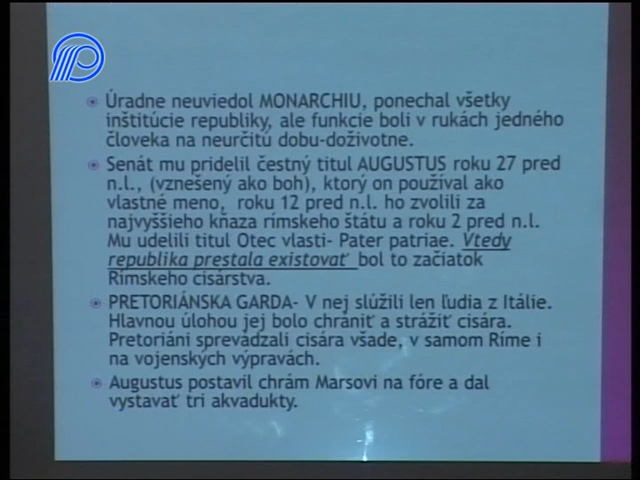 Úradne neuviedol MONARCHIU, ponechal všetky
inštitúcie republiky, ale funkcie boli v rukách jedného
človeka na neurčitú dobu-doživotne.
Senát mu pridelil čestný titul AUGUSTUS roku 27 pred
n.l., (vznešený ako boh), ktorý on používal ako
vlastné meno, roku 12 pred n.l. ho zvolili za
najvyššieho kňaza rímskeho štátu a roku 2 pred n.l.
Mu udelili titul Otec vlasti- Pater patriae. Vtedy
republika prestala existovať bol to začiatok
Rímskeho cisárstva.
PRETORIÁNSKA GARDA- V nej slúžili len ľudia z Itálie.
Hlavnou úlohou jej bolo chrániť a strážiť cisára.
Pretoriáni sprevádzali cisára všade, v samom Ríme i
na vojenských výpravách.
Augustus postavil chrám Marsovi na fóre a dal
vystavať tri akvadukty.